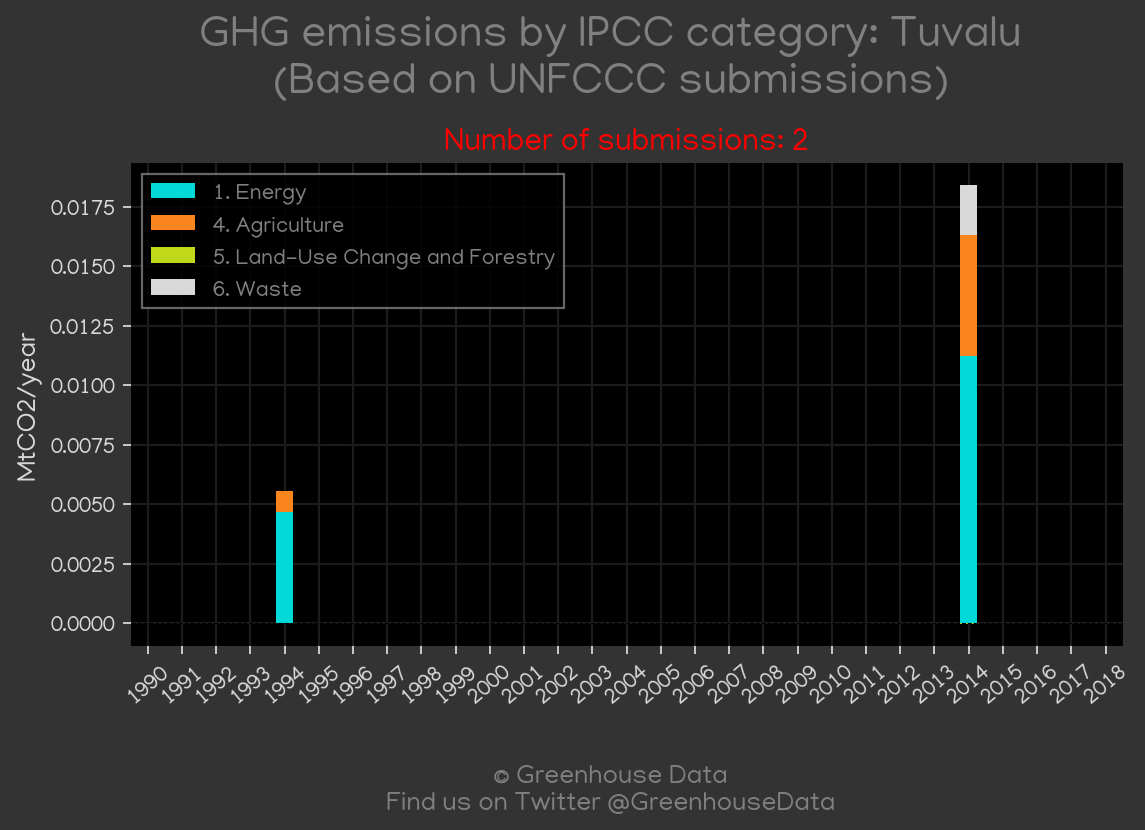 GHG emissions by IPCC category: Tuvalu
(Based on UNFCCC submissions)
Number of submissions: 2
1. Energy
4. Agriculture
5. Land-Use Change and Forestry
6. Waste
MtCO2/year
0.0175
0.0150
0.0125
0.0100
0.0075
0.0050
0.0025
0.0000
1990 1991 1992 1993 1994 1995 1996 1997 1998 1999 2000 2001 2002 2003 2004 2005 2006 2007 2008 2009 2010 2011 2012 2013 2014 2015 2016 2017 2018
© Greenhouse Data
Find us on Twitter @GreenhouseData